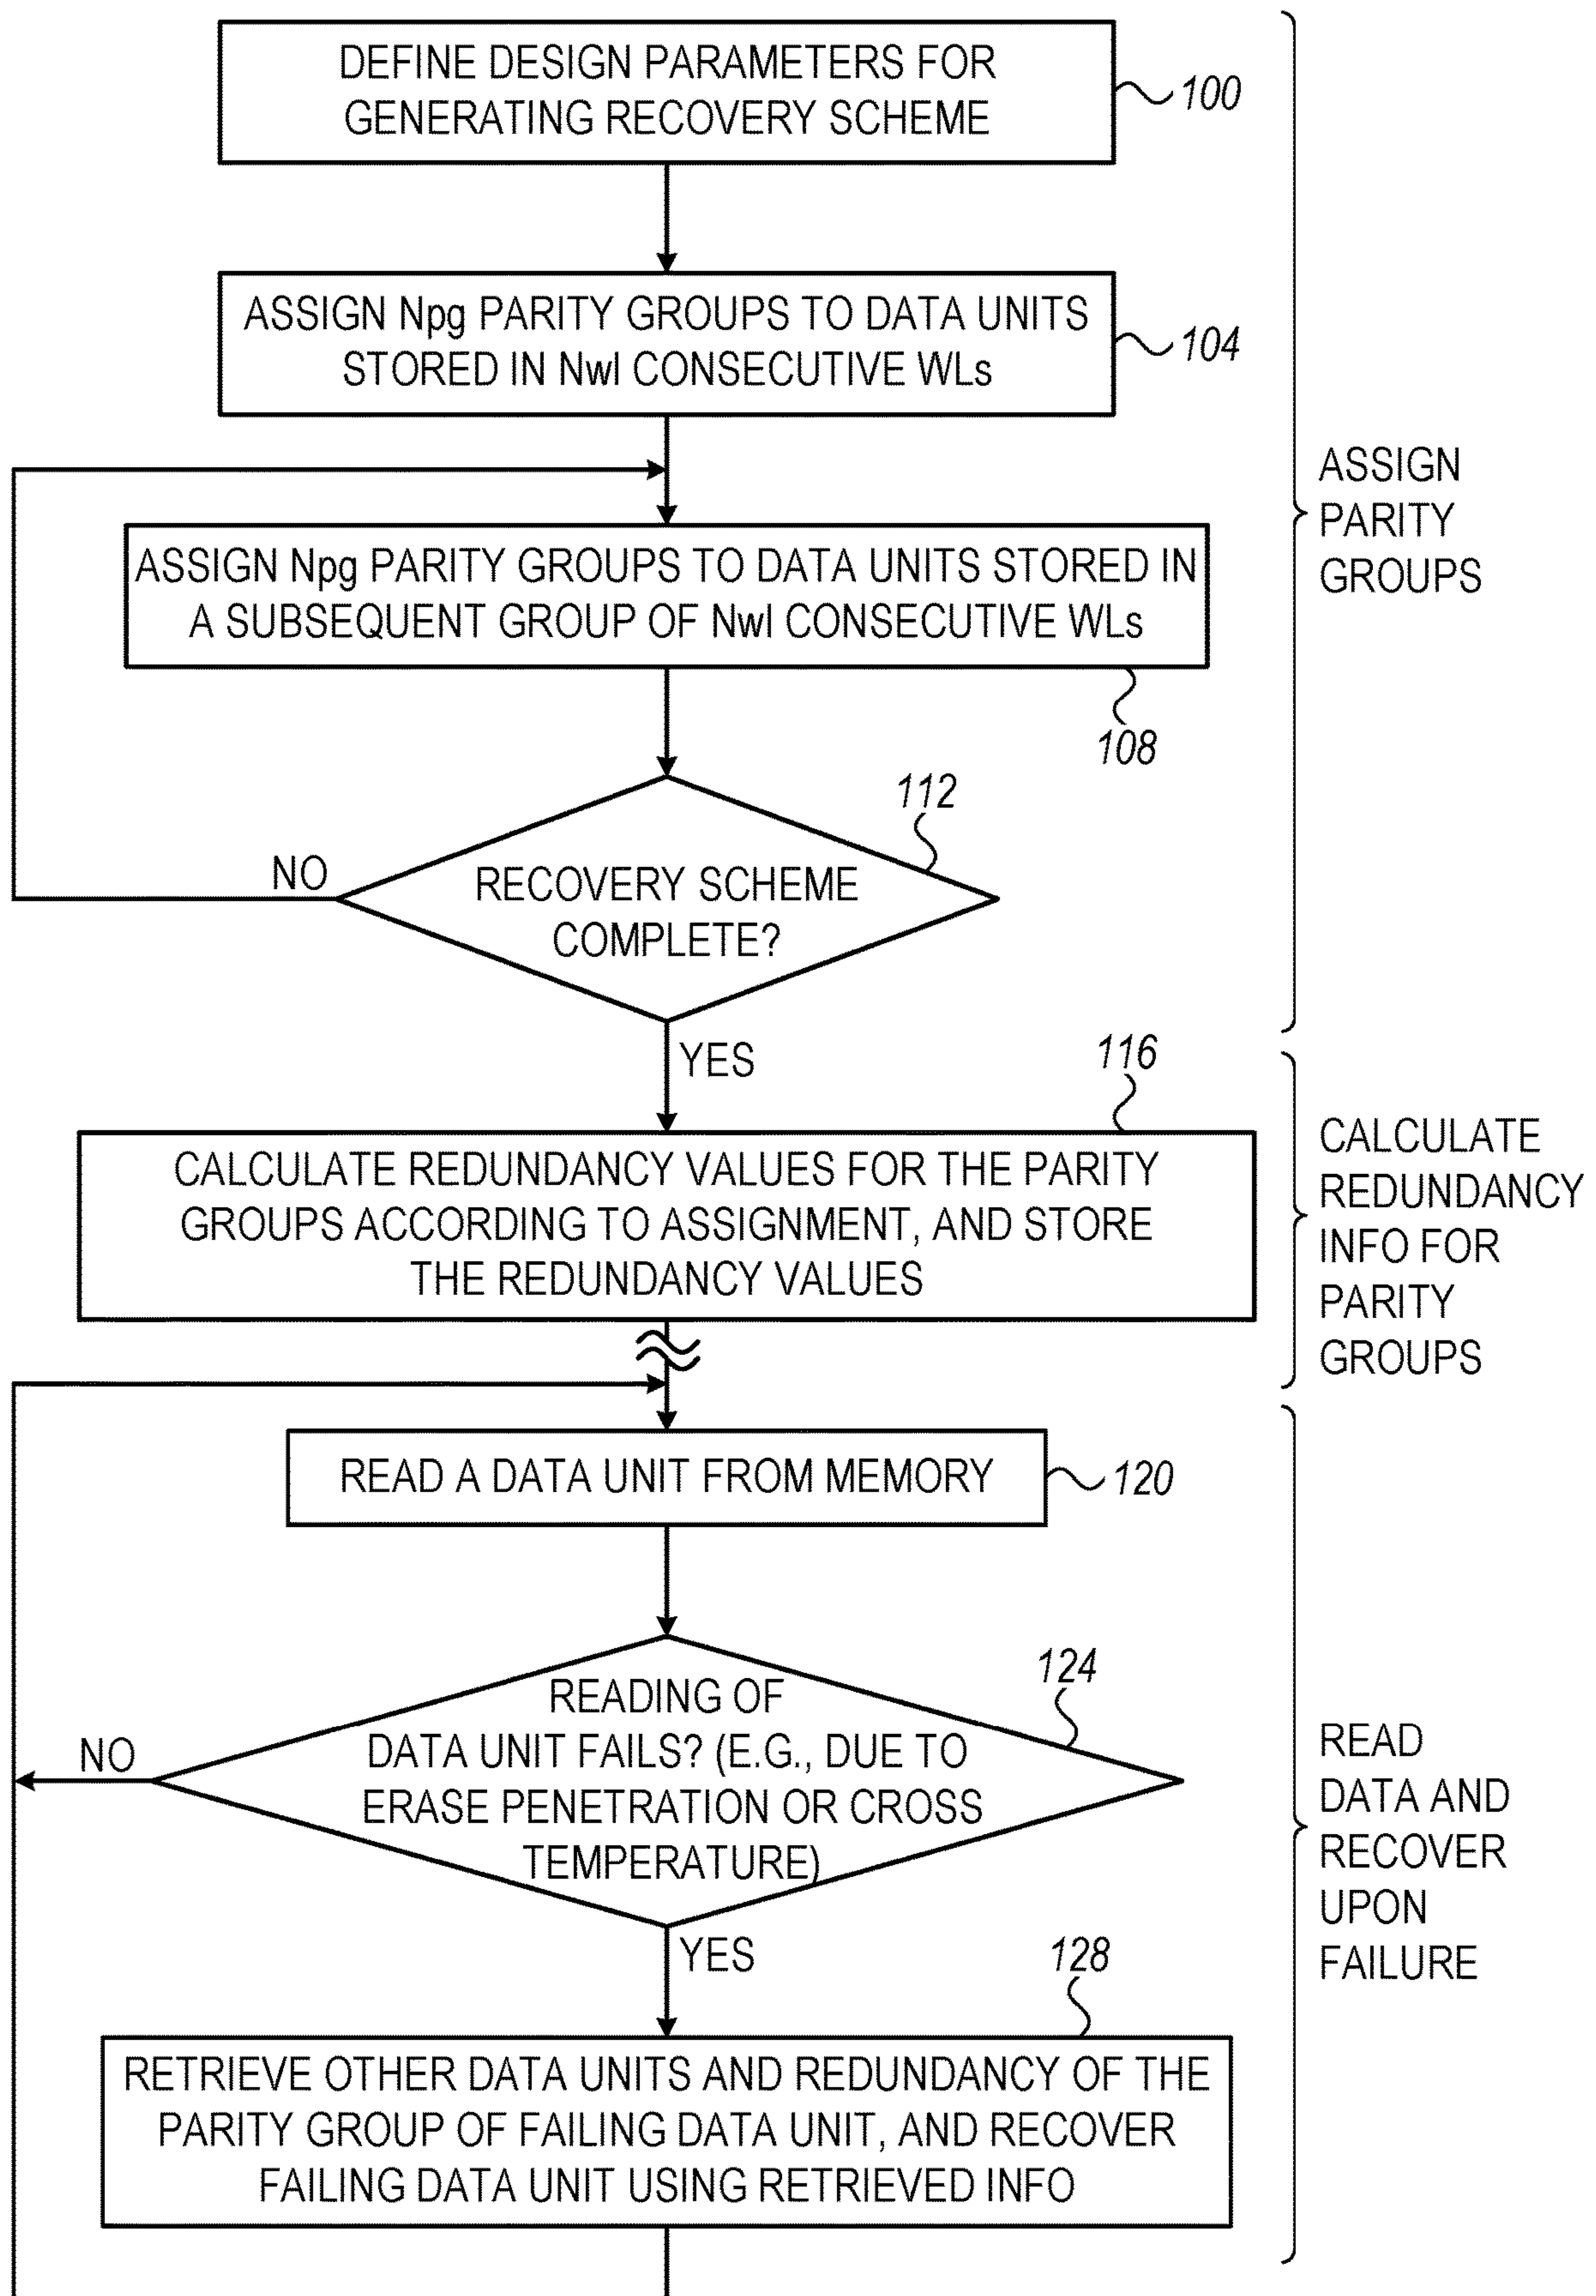 DEFINE DESIGN PARAMETERS FOR
GENERATING RECOVERY SCHEME
100
ASSIGN Npg PARITY GROUPS TO DATA UNITS
STORED IN Nwl CONSECUTIVE WLs
104
ASSIGN
PARITY
GROUPS
ASSIGN Npg PARITY GROUPS TO DATA UNITS STORED IN
A SUBSEQUENT GROUP OF Nwl CONSECUTIVE WLs
108
112
NO
RECOVERY SCHEME
COMPLETE?
YES
116
CALCULATE REDUNDANCY VALUES FOR THE PARITY
GROUPS ACCORDING TO ASSIGNMENT, AND STORE
THE REDUNDANCY VALUES
CALCULATE
REDUNDANCY
INFO FOR
PARITY
GROUPS
READ A DATA UNIT FROM MEMORY
120
124
READING OF
DATA UNIT FAILS? (E.G., DUE TO
ERASE PENETRATION OR CROSS
TEMPERATURE)
NO
READ
DATA AND
RECOVER
UPON
FAILURE
YES
128
RETRIEVE OTHER DATA UNITS AND REDUNDANCY OF THE
PARITY GROUP OF FAILING DATA UNIT, AND RECOVER
FAILING DATA UNIT USING RETRIEVED INFO